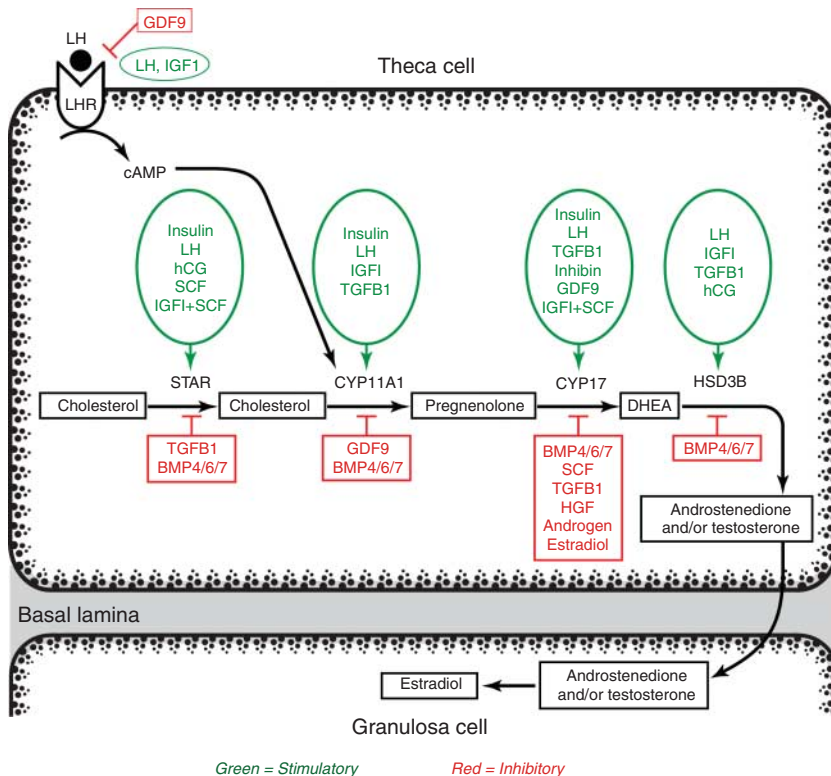 GDF9
LH
LH, IGF1
Theca cell
LHR
cAMP
Insulin
LH
hCG
SCF
IGFI+SCF
Insulin
LH
IGFI
TGFB1
Insulin
LH
TGFB1
Inhibin
GDF9
IGFI+SCF
LH
IGFI
TGFB1
hCG
STAR
CYP11A1
CYP17
HSD3B
Cholesterol
Cholesterol
Pregnenolone
DHEA
TGFB1
BMP4/6/7
GDF9
BMP4/6/7
BMP4/6/7
SCF
TGFB1
HGF
Androgen
Estradiol
BMP4/6/7
Androstenedione
and/or testosterone
Basal lamina
Estradiol
Androstenedione
and/or testosterone
Granulosa cell
Green = Stimulatory
Red = Inhibitory